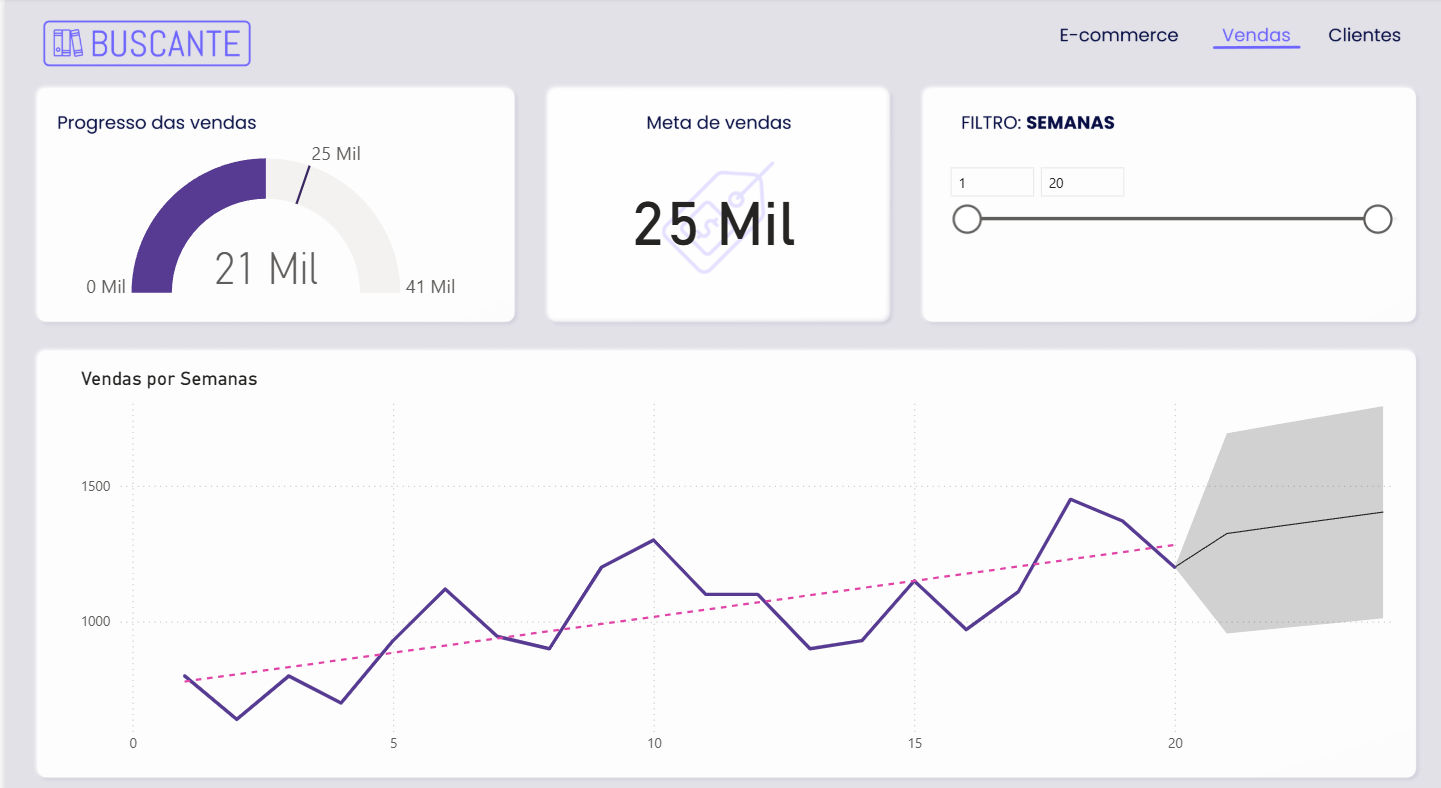 BUSCANTE
E-commerce Vendas Clientes
Progresso das vendas
25 Mil
21 Mil
0 Mil
41 Mil
Meta de vendas
25 Mil
FILTRO: SEMANAS
1 20
Vendas por Semanas
1500
1000
0 5 10 15 20